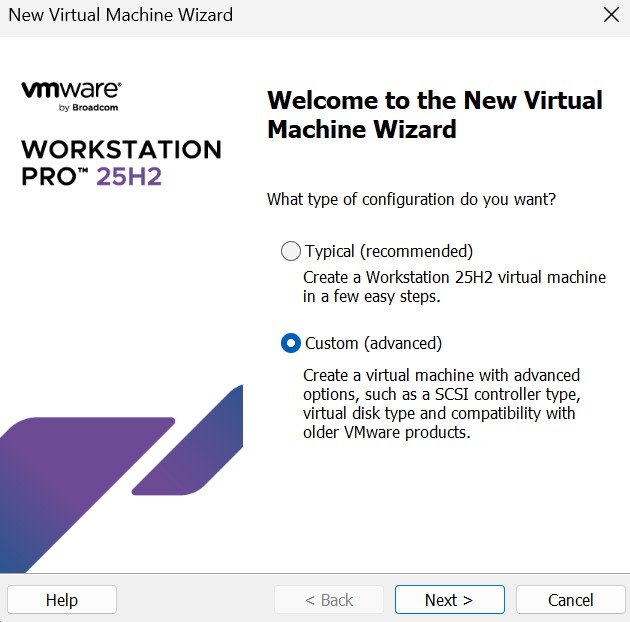 New Virtual Machine Wizard
vmware®
by Broadcom
WORKSTATION
PRO™ 25H2
Welcome to the New Virtual
Machine Wizard
What type of configuration do you want?
Typical (recommended)
Create a Workstation 25H2 virtual machine
in a few easy steps.
Custom (advanced)
Create a virtual machine with advanced
options, such as a SCSI controller type,
virtual disk type and compatibility with
older VMware products.
Help
< Back
Next >
Cancel